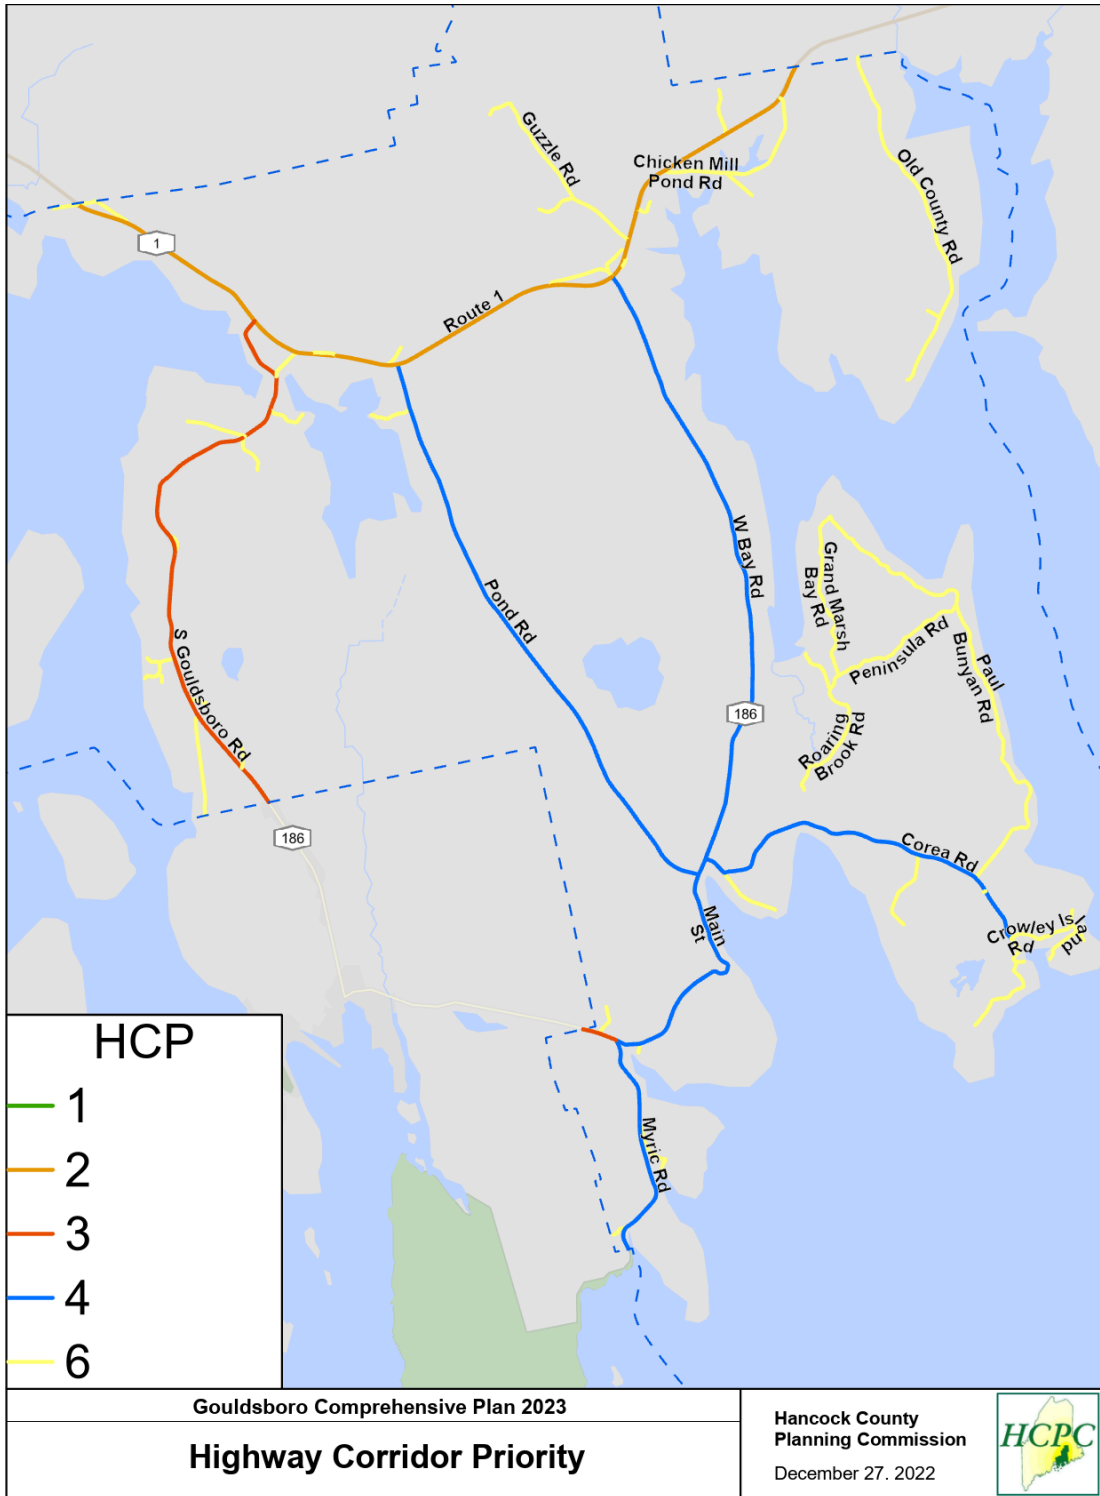 Guzzle Rd
Chicken Mill
Pond Rd
Old County Rd
1
Route 1
W Bay Rd
Grand Marsh
Bay Rd
Pond Rd
Peninsula Rd
Paul
Bunyan Rd
S Gouldsboro Rd
186
Roaring
Brook Rd
186
Corea Rd
Main
St
Crowley Isla
nd
Rd
Myric Rd
HCP
1
2
3
4
6
Gouldsboro Comprehensive Plan 2023
Highway Corridor Priority
Hancock County
Planning Commission
December 27. 2022
HCPC